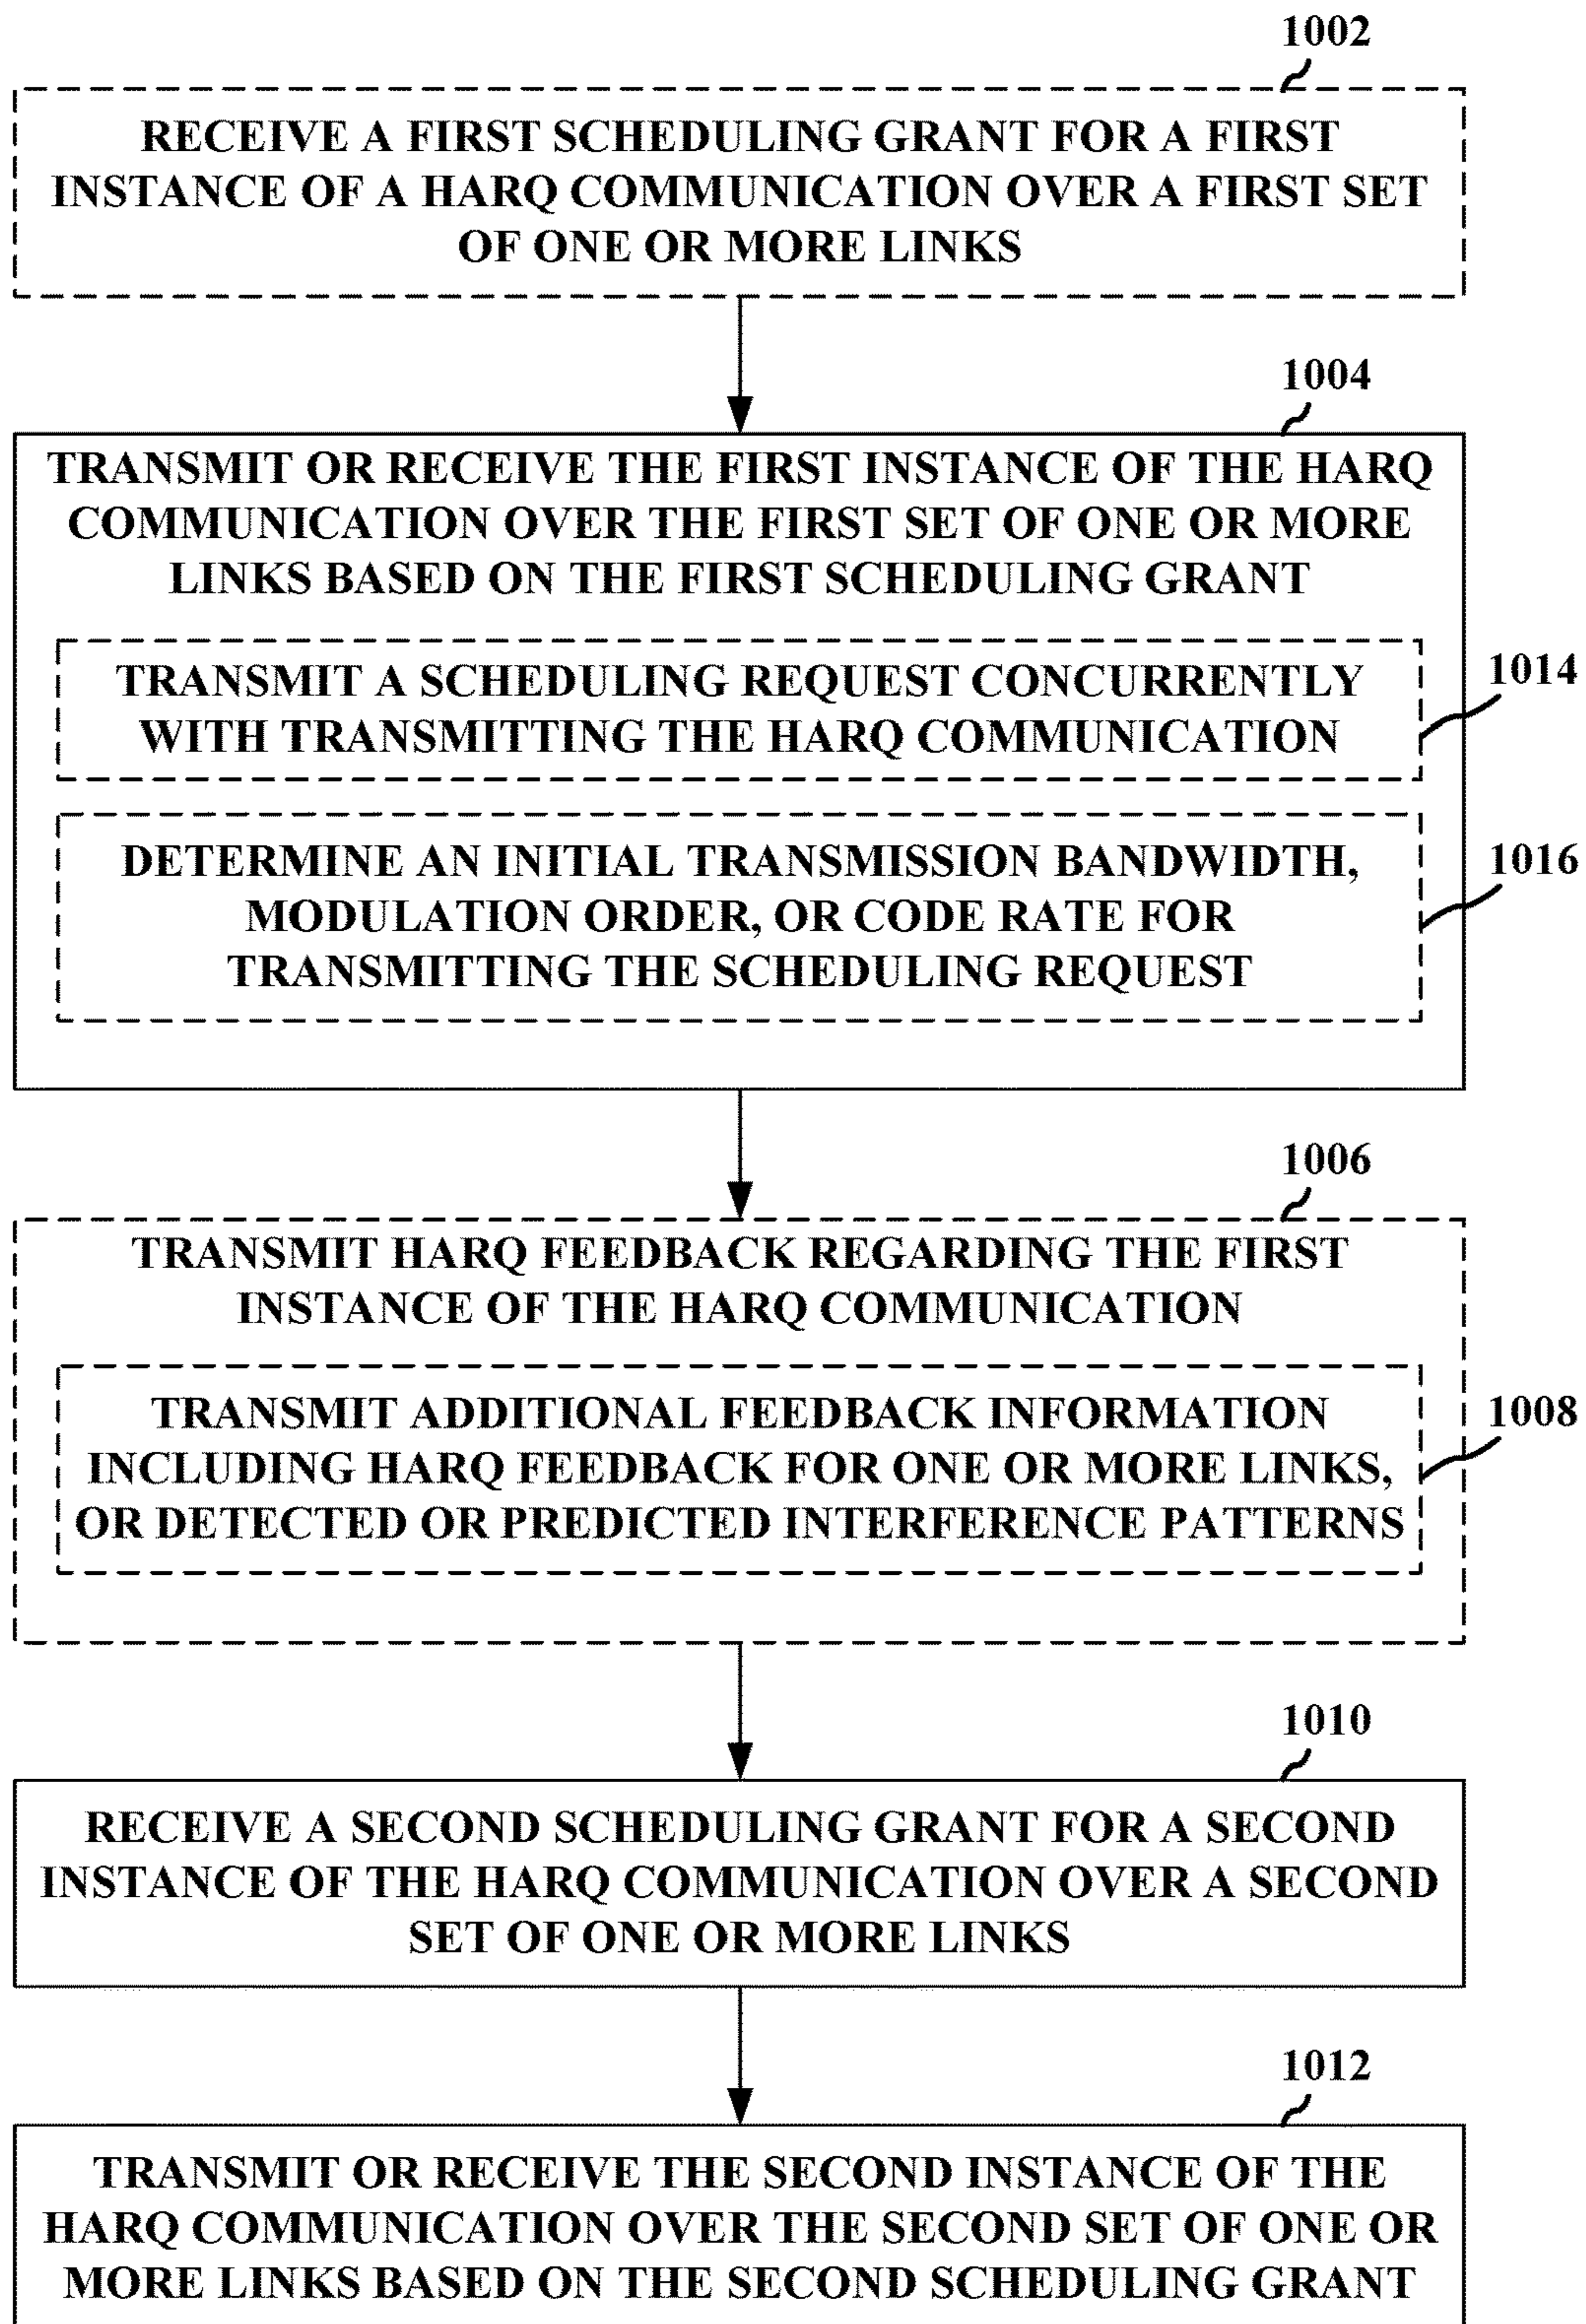 1002
RECEIVE A FIRST SCHEDULING GRANT FOR A FIRST
INSTANCE OF A HARQ COMMUNICATION OVER A FIRST SET
OF ONE OR MORE LINKS
1004
TRANSMIT OR RECEIVE THE FIRST INSTANCE OF THE HARQ
COMMUNICATION OVER THE FIRST SET OF ONE OR MORE
LINKS BASED ON THE FIRST SCHEDULING GRANT
1014
TRANSMIT A SCHEDULING REQUEST CONCURRENTLY
WITH TRANSMITTING THE HARQ COMMUNICATION
1016
DETERMINE AN INITIAL TRANSMISSION BANDWIDTH,
MODULATION ORDER, OR CODE RATE FOR
TRANSMITTING THE SCHEDULING REQUEST
1006
TRANSMIT HARQ FEEDBACK REGARDING THE FIRST
INSTANCE OF THE HARQ COMMUNICATION
1008
TRANSMIT ADDITIONAL FEEDBACK INFORMATION
INCLUDING HARQ FEEDBACK FOR ONE OR MORE LINKS,
OR DETECTED OR PREDICTED INTERFERENCE PATTERNS
1010
RECEIVE A SECOND SCHEDULING GRANT FOR A SECOND
INSTANCE OF THE HARQ COMMUNICATION OVER A SECOND
SET OF ONE OR MORE LINKS
1012
TRANSMIT OR RECEIVE THE SECOND INSTANCE OF THE
HARQ COMMUNICATION OVER THE SECOND SET OF ONE OR
MORE LINKS BASED ON THE SECOND SCHEDULING GRANT